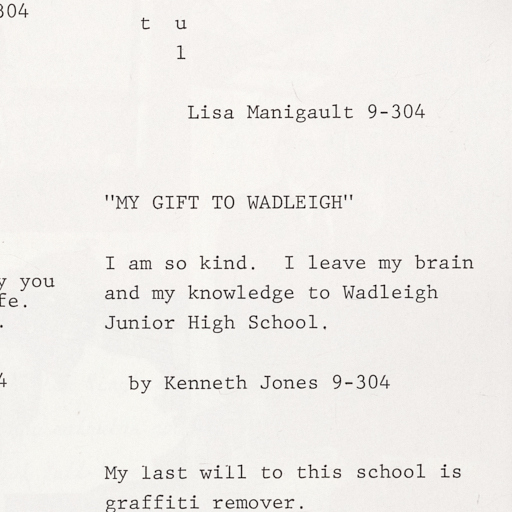 304
t u
l
Lisa Manigault 9-304
"MY GIFT TO WADLEIGH"
I am so kind. I leave my brain
and my knowledge to Wadleigh
Junior High School.
y you
fe.
.
4
by Kenneth Jones 9-304
My last will to this school is
graffiti remover.